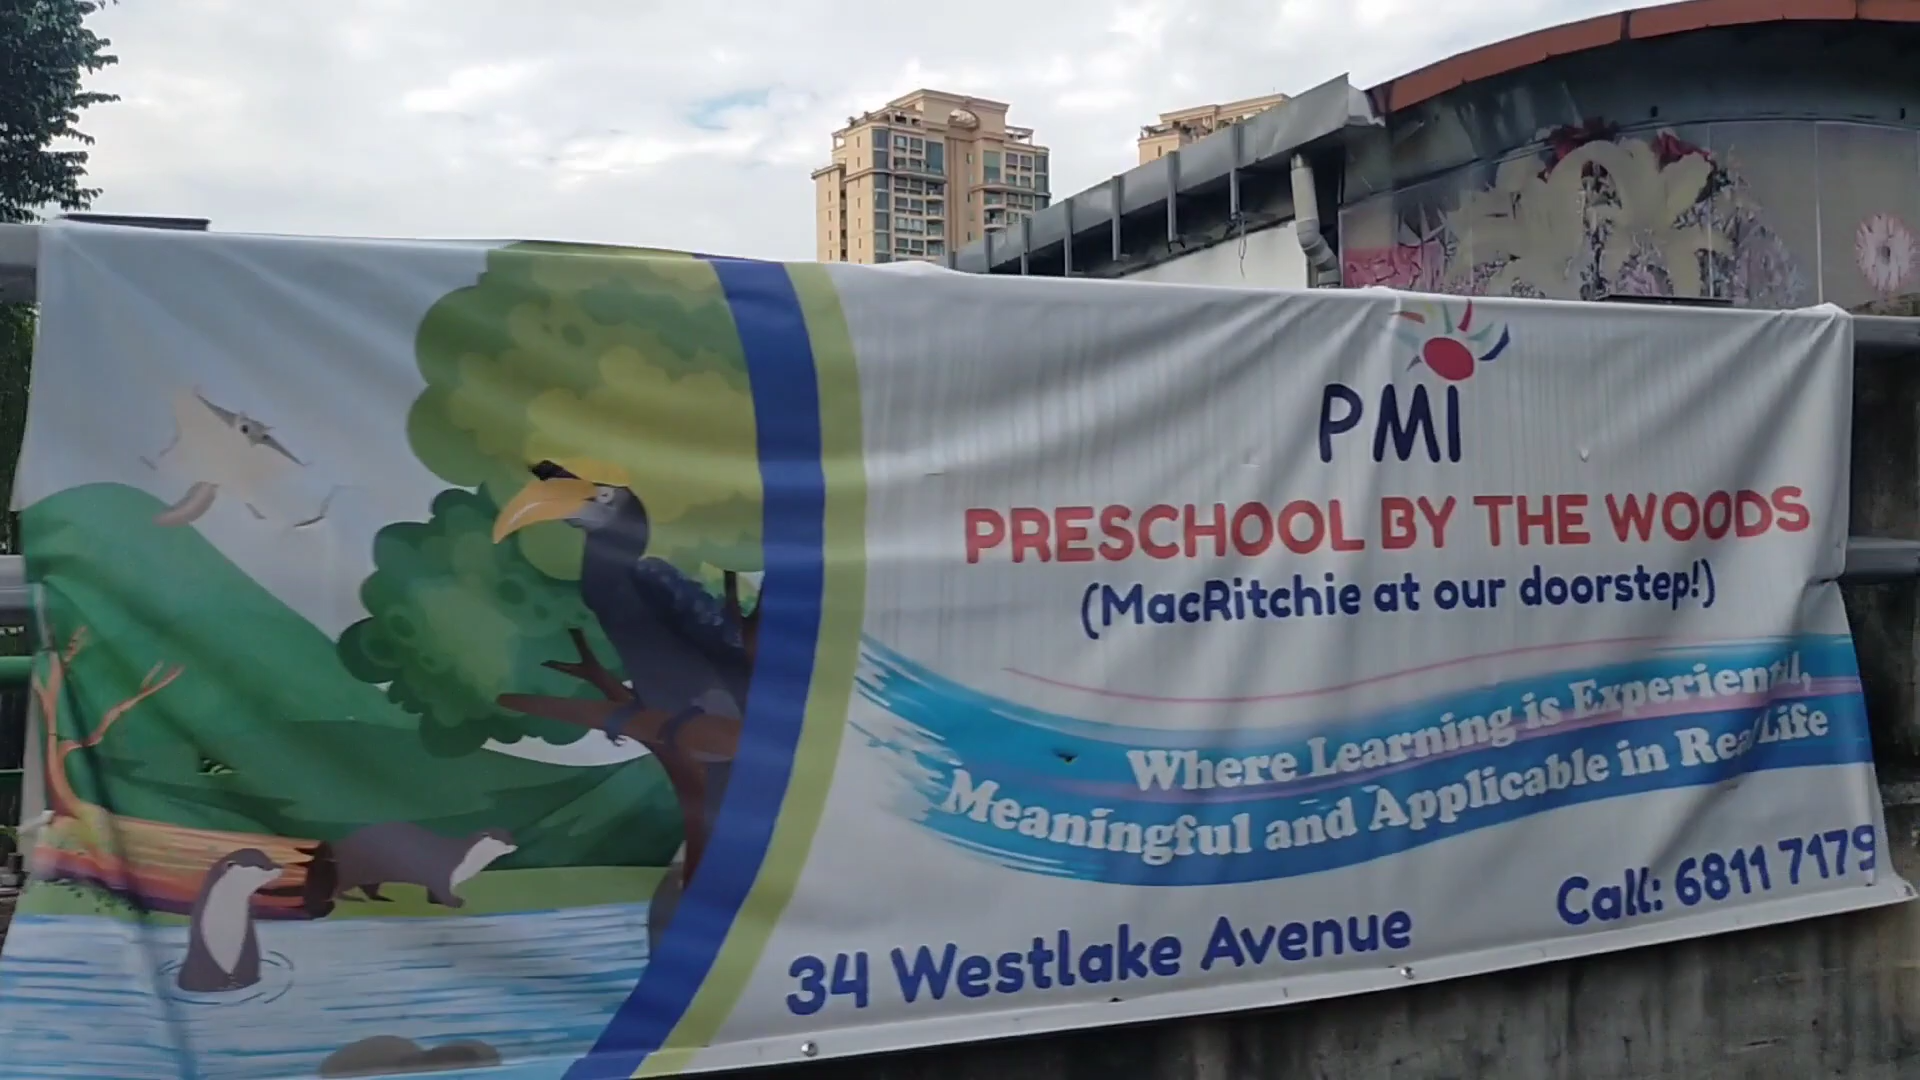 PMI
PRESCHOOL BY THE WOODS
(MacRitchie at our doorstep!)
Where Learning is Experiential,
Meaningful and Applicable in Real Life
34 Westlake Avenue
Call: 6811 7179